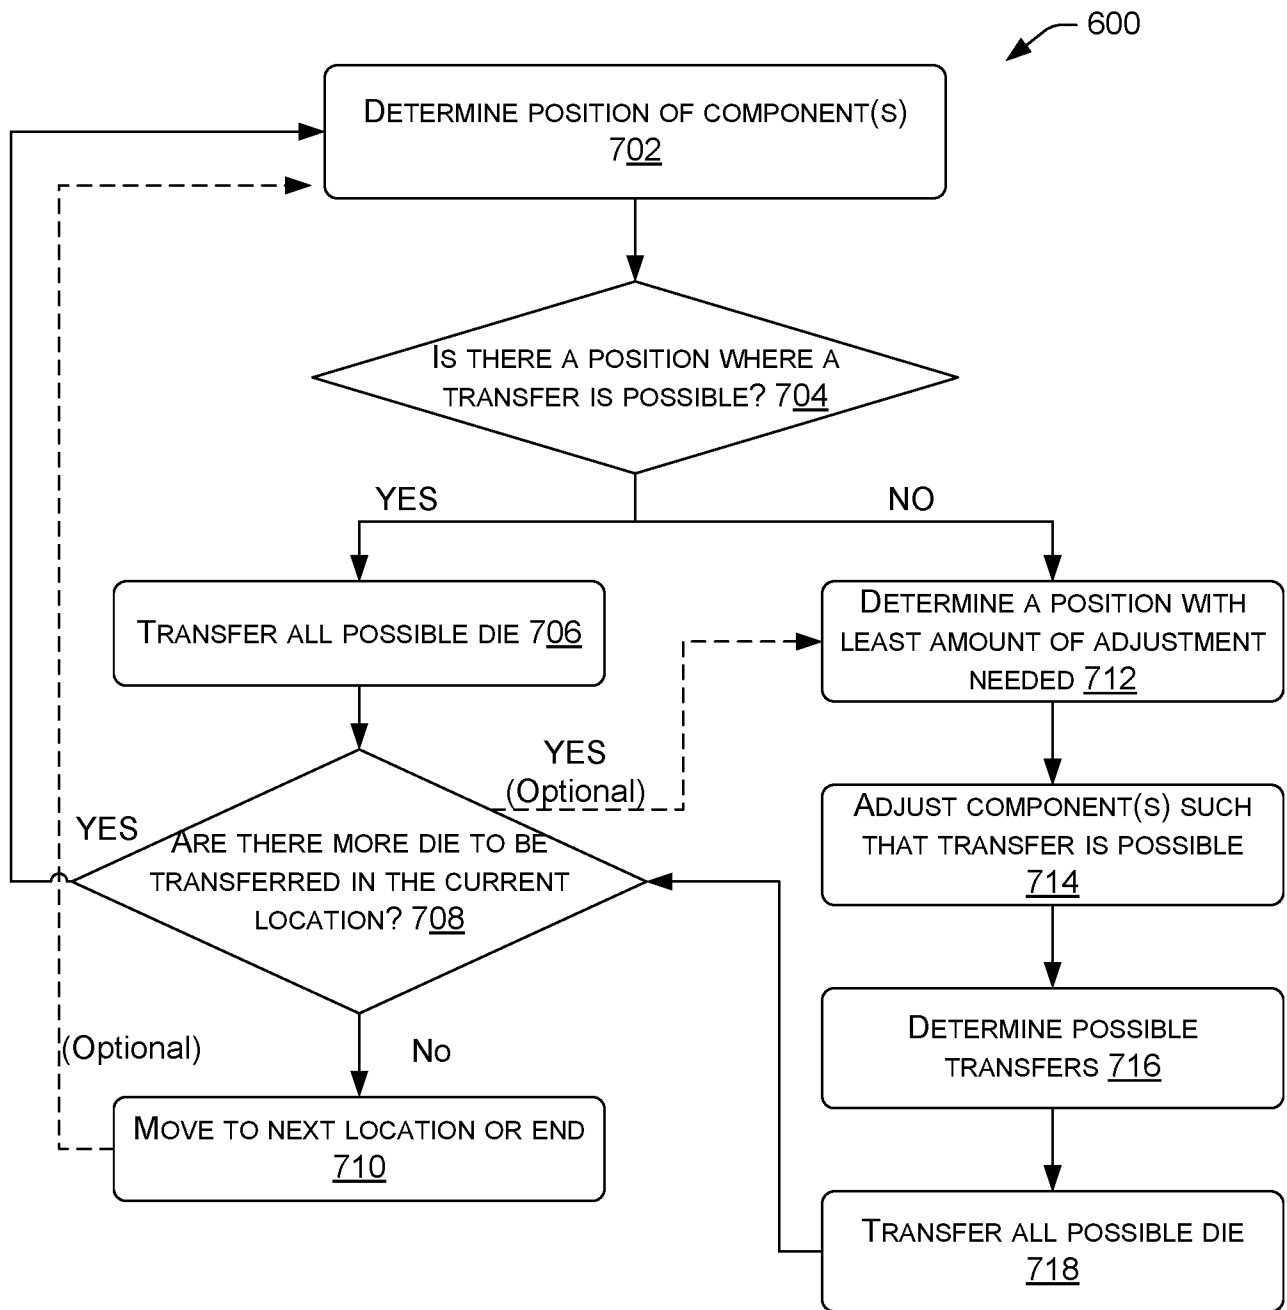 600
DETERMINE POSITION OF COMPONENT(S)
702
IS THERE A POSITION WHERE A
TRANSFER IS POSSIBLE? 704
YES
NO
TRANSFER ALL POSSIBLE DIE 706
DETERMINE A POSITION WITH
LEAST AMOUNT OF ADJUSTMENT
NEEDED 712
YES
(Optional)
YES
ARE THERE MORE DIE TO BE
TRANSFERRED IN THE CURRENT
LOCATION? 708
ADJUST COMPONENT(S) SUCH
THAT TRANSFER IS POSSIBLE
714
(Optional)
No
DETERMINE POSSIBLE
TRANSFERS 716
MOVE TO NEXT LOCATION OR END
710
TRANSFER ALL POSSIBLE DIE
718